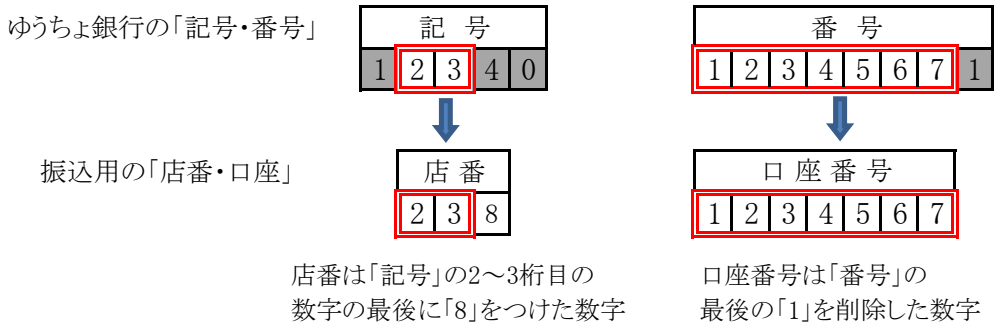 ゆうちょ銀行の「記号・番号」
記 号
番 号
1 2 3 4 0
1 2 3 4 5 6 7 1
振込用の「店番・口座」
店 番
口 座 番 号
2 3 8
1 2 3 4 5 6 7
店番は「記号」の2～3桁目の
数字の最後に「8」をつけた数字
口座番号は「番号」の
最後の「1」を削除した数字